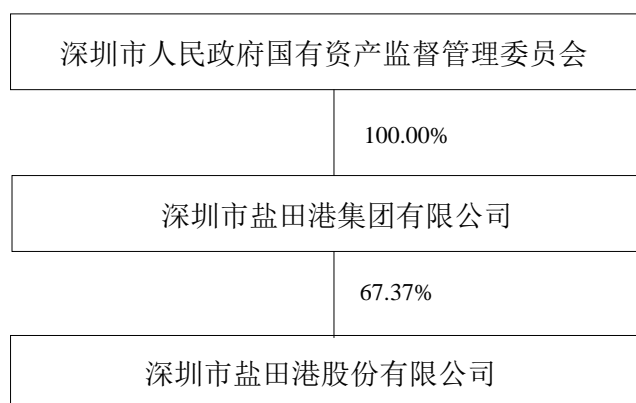 深圳市人民政府国有资产监督管理委员会
100.00%
深圳市盐田港集团有限公司
67.37%
深圳市盐田港股份有限公司